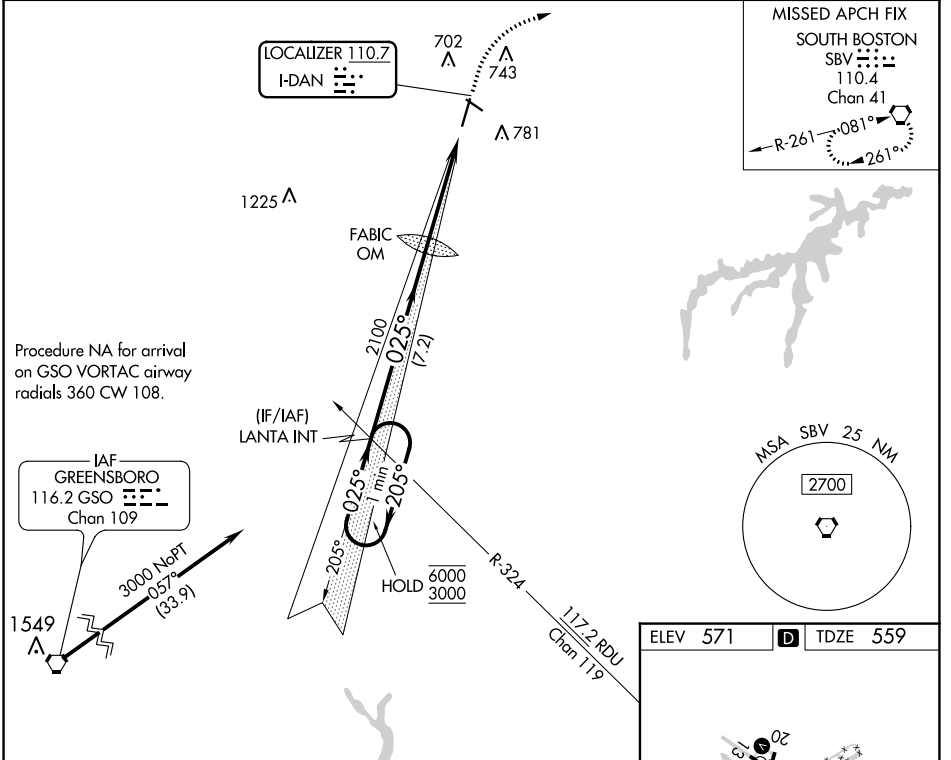 LOCALIZER 110.7
I-DAN
702
743
781
1225
FABIC
OM
2100
025°
(7.2)
Procedure NA for arrival
on GSO VORTAC airway
radials 360 CW 108.
(IF/IAF)
LANTA INT
025°
1 min
205°
205°
HOLD 6000
3000
IAF
GREENSBORO
116.2 GSO
Chan 109
3000 NoPT
057°
(33.9)
1549
R-324
117.2 RDU
Chan 119
MISSED APCH FIX
SOUTH BOSTON
SBV
110.4
Chan 41
R-261
081°
261°
MSA SBV 25 NM
2700
ELEV 571 D TDZE 559
13
V
20